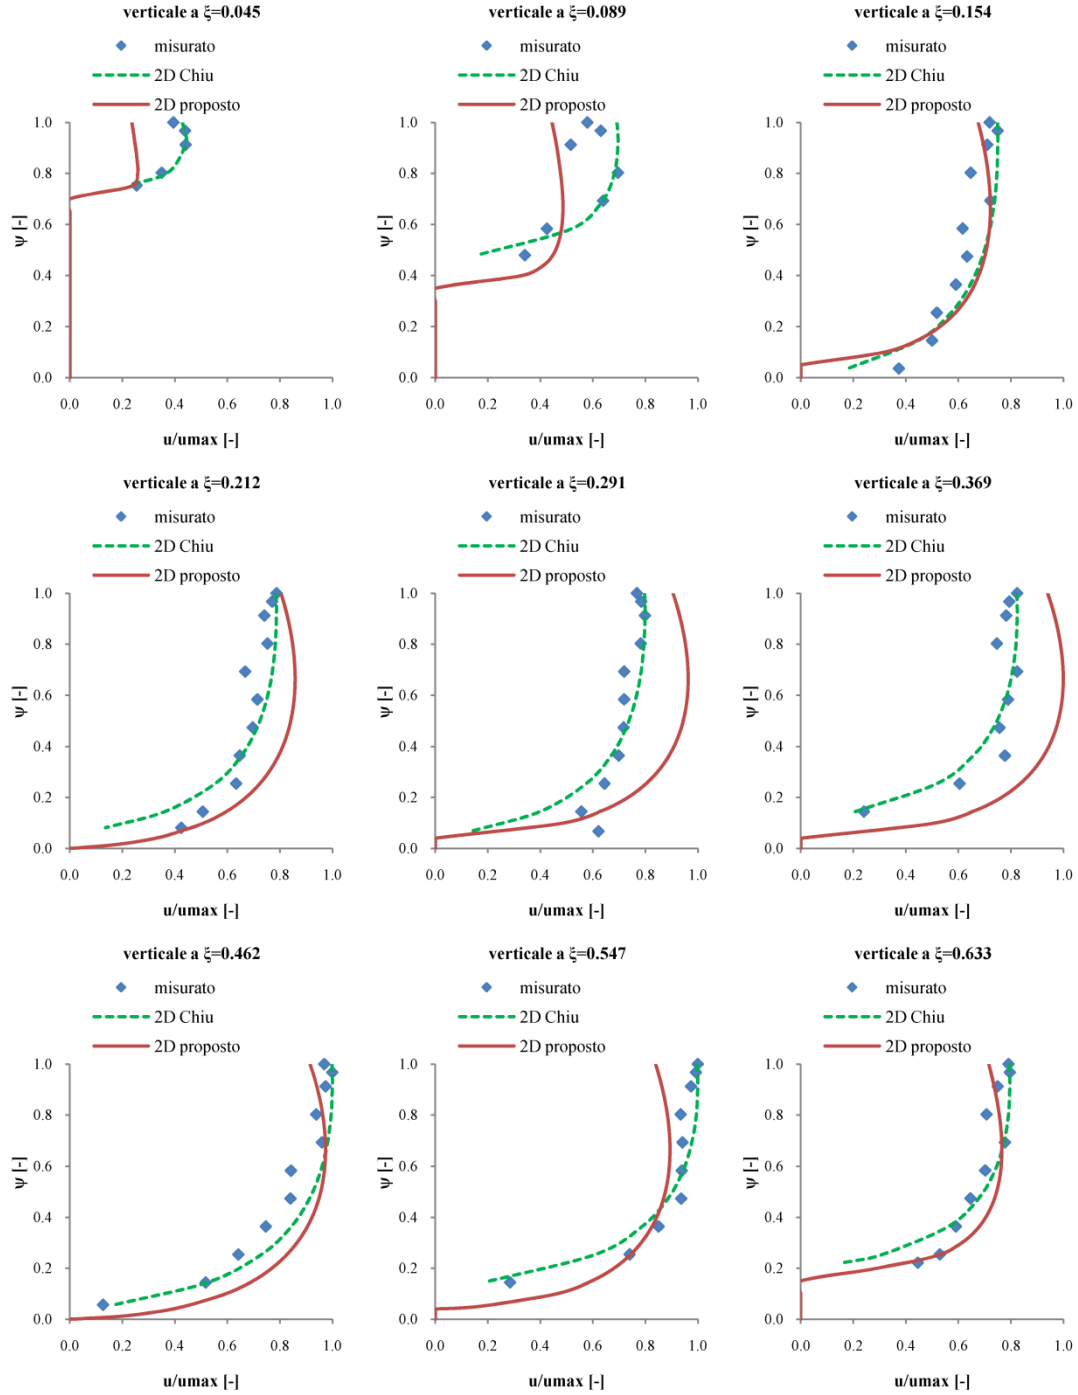 verticale a ξ=0.045
misurato
2D Chiu
2D proposto
1.0
0.8
0.6
0.4
0.2
0.0
ψ [-]
0.0 0.2 0.4 0.6 0.8 1.0
u/umax [-]
verticale a ξ=0.089
misurato
2D Chiu
2D proposto
1.0
0.8
0.6
0.4
0.2
0.0
ψ [-]
0.0 0.2 0.4 0.6 0.8 1.0
u/umax [-]
verticale a ξ=0.154
misurato
2D Chiu
2D proposto
1.0
0.8
0.6
0.4
0.2
0.0
ψ [-]
0.0 0.2 0.4 0.6 0.8 1.0
u/umax [-]
verticale a ξ=0.212
misurato
2D Chiu
2D proposto
1.0
0.8
0.6
0.4
0.2
0.0
ψ [-]
0.0 0.2 0.4 0.6 0.8 1.0
u/umax [-]
verticale a ξ=0.291
misurato
2D Chiu
2D proposto
1.0
0.8
0.6
0.4
0.2
0.0
ψ [-]
0.0 0.2 0.4 0.6 0.8 1.0
u/umax [-]
verticale a ξ=0.369
misurato
2D Chiu
2D proposto
1.0
0.8
0.6
0.4
0.2
0.0
ψ [-]
0.0 0.2 0.4 0.6 0.8 1.0
u/umax [-]
verticale a ξ=0.462
misurato
2D Chiu
2D proposto
1.0
0.8
0.6
0.4
0.2
0.0
ψ [-]
0.0 0.2 0.4 0.6 0.8 1.0
u/umax [-]
verticale a ξ=0.547
misurato
2D Chiu
2D proposto
1.0
0.8
0.6
0.4
0.2
0.0
ψ [-]
0.0 0.2 0.4 0.6 0.8 1.0
u/umax [-]
verticale a ξ=0.633
misurato
2D Chiu
2D proposto
1.0
0.8
0.6
0.4
0.2
0.0
ψ [-]
0.0 0.2 0.4 0.6 0.8 1.0
u/umax [-]